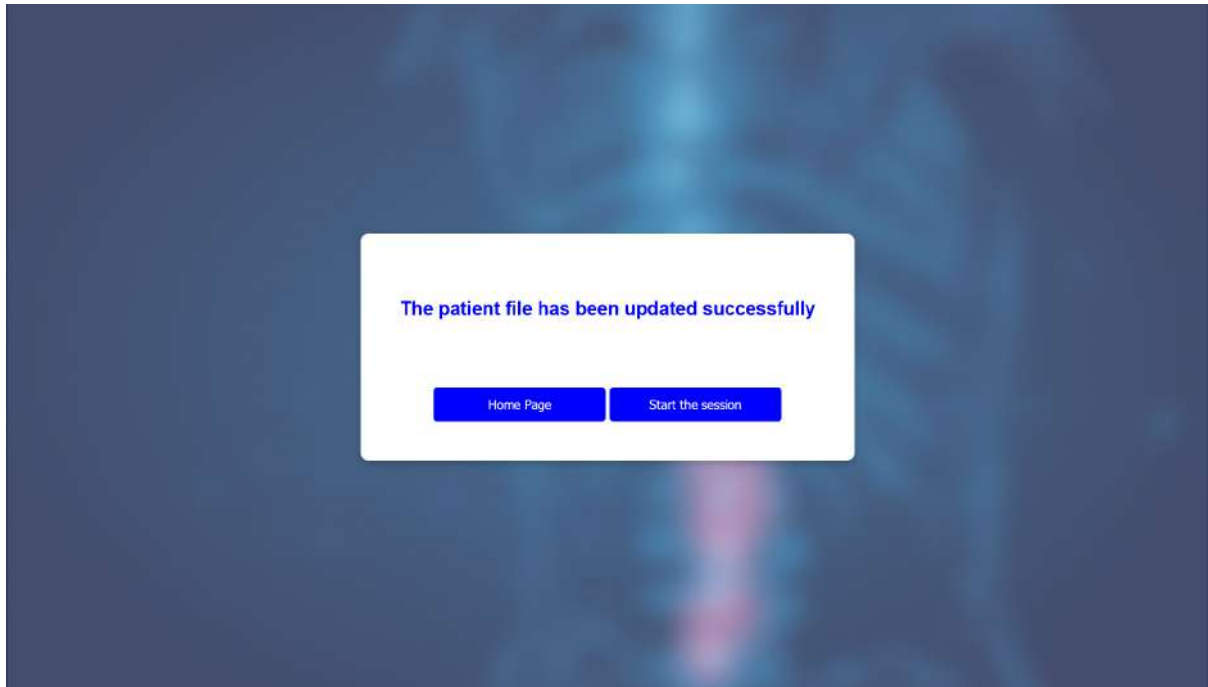 The patient file has been updated successfully
Home Page
Start the session